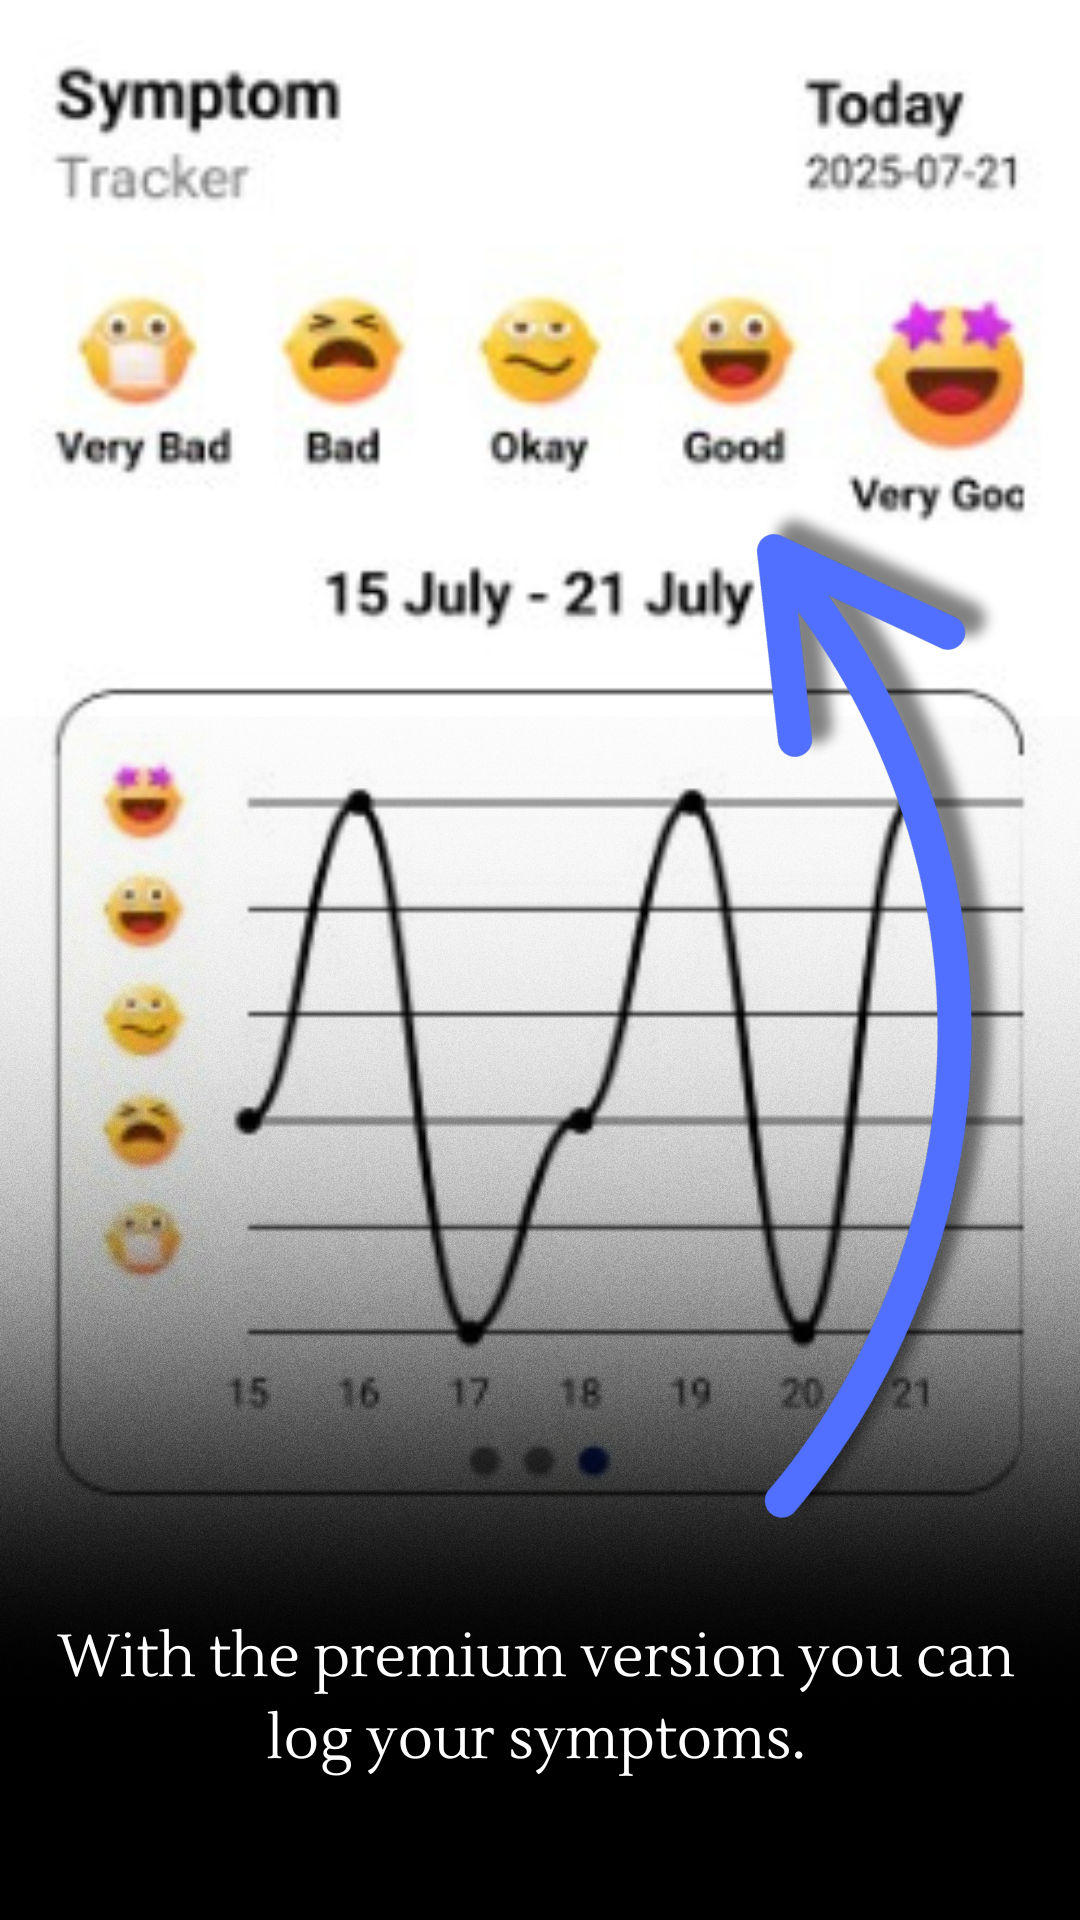 Symptom
Tracker
Today
2025-07-21
Very Bad
Bad
Okay
Good
Very Goo
15 July - 21 July
15 16 17 18 19 20 21
With the premium version you can
log your symptoms.